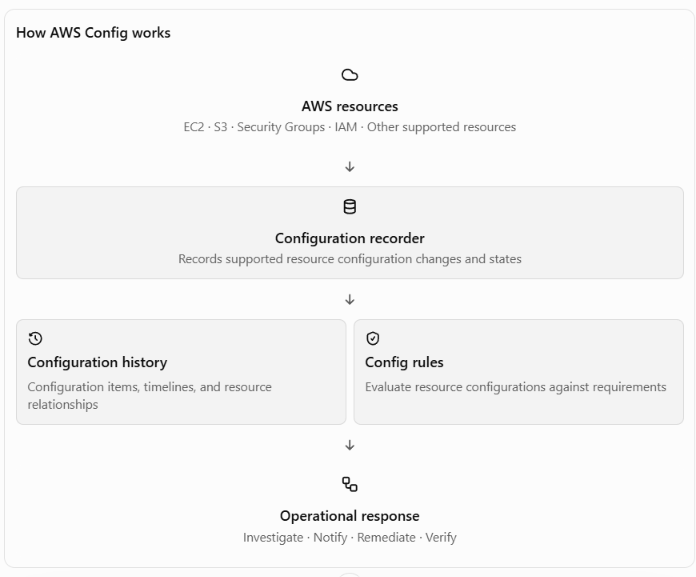 How AWS Config works
AWS resources
EC2 · S3 · Security Groups · IAM · Other supported resources
Configuration recorder
Records supported resource configuration changes and states
Configuration history
Configuration items, timelines, and resource
relationships
Config rules
Evaluate resource configurations against requirements
Operational response
Investigate · Notify · Remediate · Verify